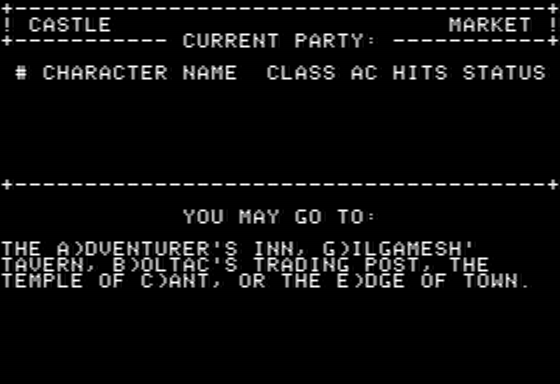 +--------------------------------------+
! CASTLE                        MARKET !
+----------- CURRENT PARTY: -----------+
# CHARACTER NAME  CLASS AC HITS STATUS
+--------------------------------------+
YOU MAY GO TO:
THE A)DVENTURER'S INN, G)ILGAMESH'
TAVERN, B)OLTAC'S TRADING POST, THE
TEMPLE OF C)ANT, OR THE E)DGE OF TOWN.